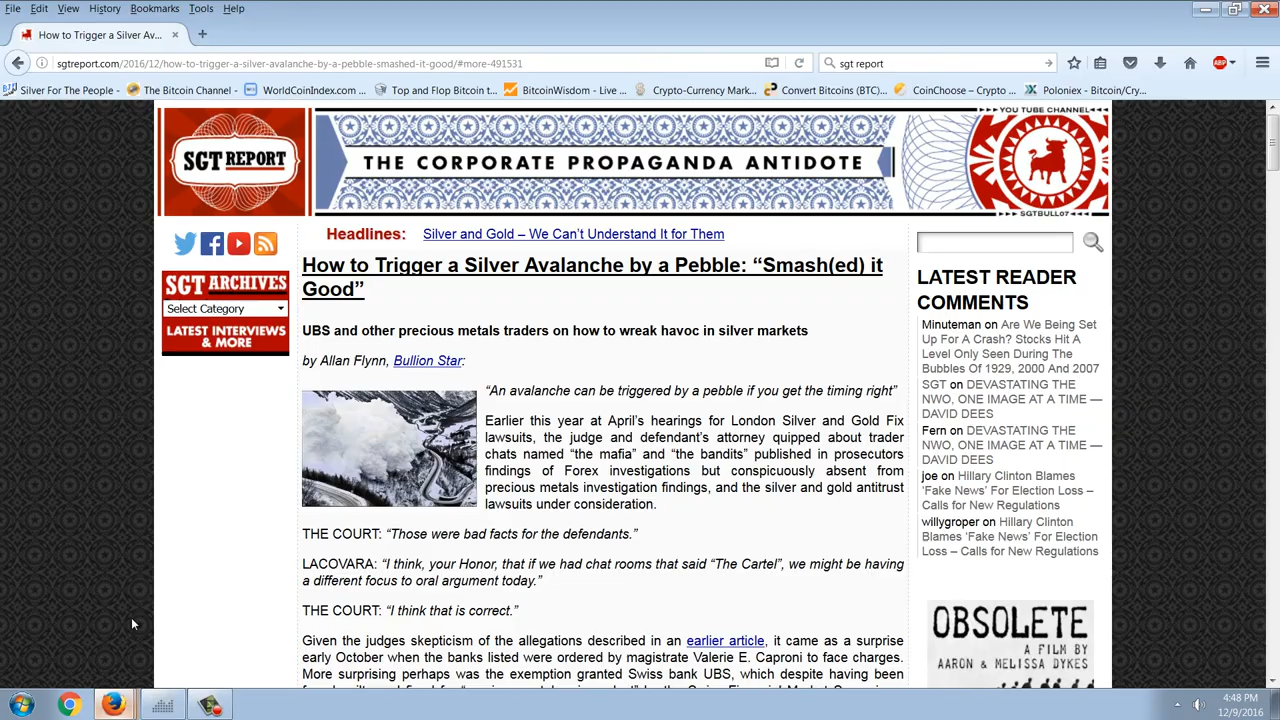 File Edit View History Bookmarks Tools Help
How to Trigger a Silver Av...
sgtreport.com/2016/12/how-to-trigger-a-silver-avalanche-by-a-pebble-smashed-it-good/#more-491531
sgt report
ABP
Silver For The People - ...
The Bitcoin Channel - ...
WorldCoinIndex.com ...
Top and Flop Bitcoin t...
BitcoinWisdom - Live ...
Crypto-Currency Mark...
Convert Bitcoins (BTC)...
CoinChoose – Crypto ...
Poloniex - Bitcoin/Cry...
SGT REPORT
THE CORPORATE PROPAGANDA ANTIDOTE
YOU TUBE CHANNEL
SGTBULL07
Headlines: Silver and Gold – We Can’t Understand It for Them
SGT ARCHIVES
Select Category
LATEST INTERVIEWS
& MORE
How to Trigger a Silver Avalanche by a Pebble: “Smash(ed) it
Good”
UBS and other precious metals traders on how to wreak havoc in silver markets
by Allan Flynn, Bullion Star:
“An avalanche can be triggered by a pebble if you get the timing right”
Earlier this year at April’s hearings for London Silver and Gold Fix
lawsuits, the judge and defendant’s attorney quipped about trader
chats named “the mafia” and “the bandits” published in prosecutors
findings of Forex investigations but conspicuously absent from
precious metals investigation findings, and the silver and gold antitrust
lawsuits under consideration.
THE COURT: “Those were bad facts for the defendants.”
LACOVARA: “I think, your Honor, that if we had chat rooms that said “The Cartel”, we might be having
a different focus to oral argument today.”
THE COURT: “I think that is correct.”
Given the judges skepticism of the allegations described in an earlier article, it came as a surprise
early October when the banks listed were ordered by magistrate Valerie E. Caproni to face charges.
More surprising perhaps was the exemption granted Swiss bank UBS, which despite having been
LATEST READER
COMMENTS
Minuteman on Are We Being Set
Up For A Crash? Stocks Hit A
Level Only Seen During The
Bubbles Of 1929, 2000 And 2007
SGT on DEVASTATING THE
NWO, ONE IMAGE AT A TIME —
DAVID DEES
Fern on DEVASTATING THE
NWO, ONE IMAGE AT A TIME —
DAVID DEES
joe on Hillary Clinton Blames
‘Fake News’ For Election Loss –
Calls for New Regulations
willygroper on Hillary Clinton
Blames ‘Fake News’ For Election
Loss – Calls for New Regulations
OBSOLETE
A FILM BY
AARON & MELISSA DYKES
4:48 PM
12/9/2016